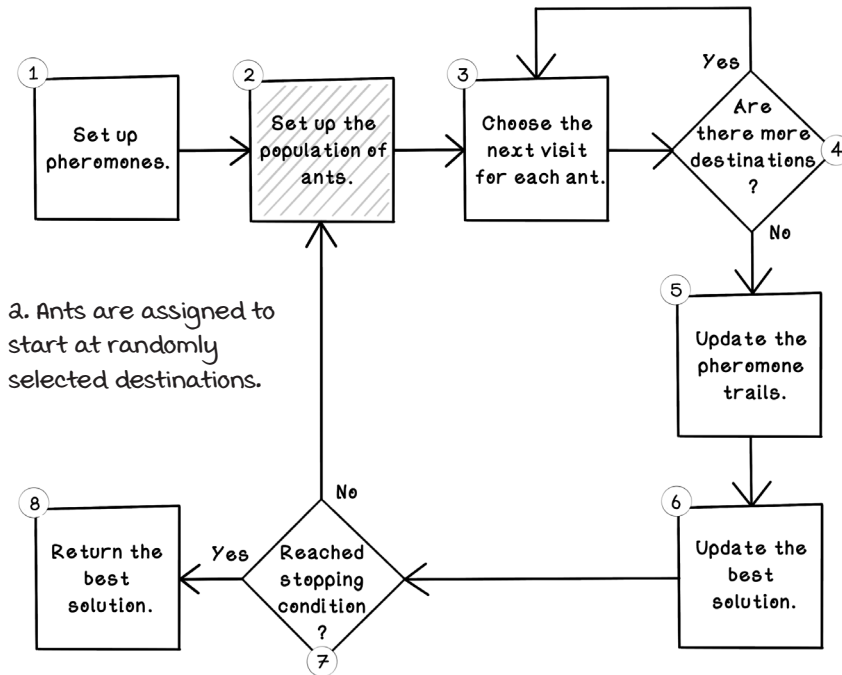 1
Set up
pheromones.
2
Set up the
population of
ants.
3
Choose the
next visit
for each ant.
Yes
Are
there more
destinations
?
4
No
5
Update the
pheromone
trails.
2. Ants are assigned to
start at randomly
selected destinations.
6
Update the
best
solution.
No
Reached
stopping
condition
?
7
Yes
8
Return the
best
solution.